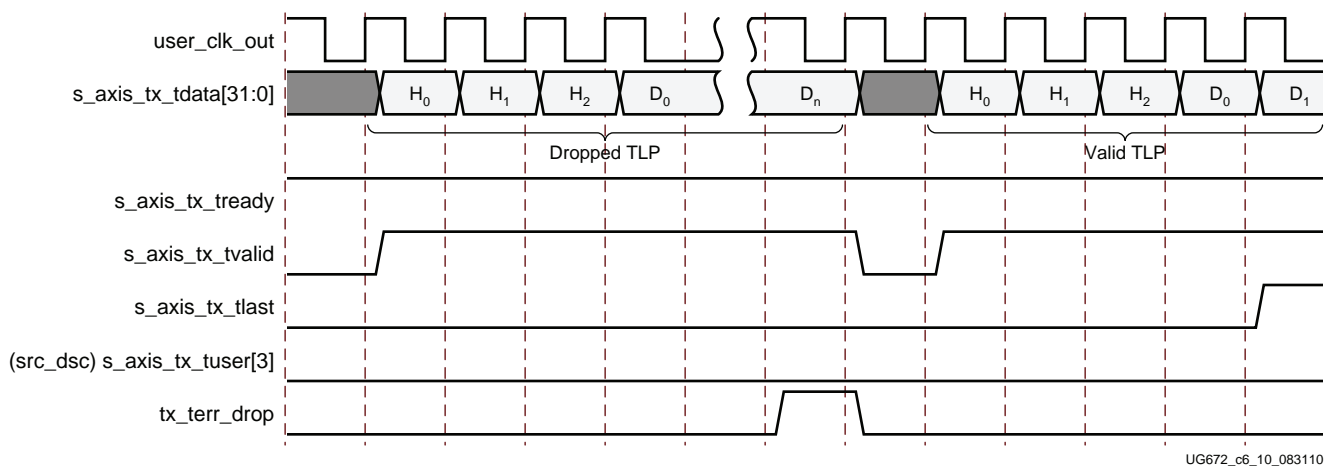 user_clk_out
s_axis_tx_tdata[31:0] H0 H1 H2 D0 Dn H0 H1 H2 D0 D1
Dropped TLP Valid TLP
s_axis_tx_tready
s_axis_tx_tvalid
s_axis_tx_tlast
(src_dsc) s_axis_tx_tuser[3]
tx_terr_drop
UG672_c6_10_083110